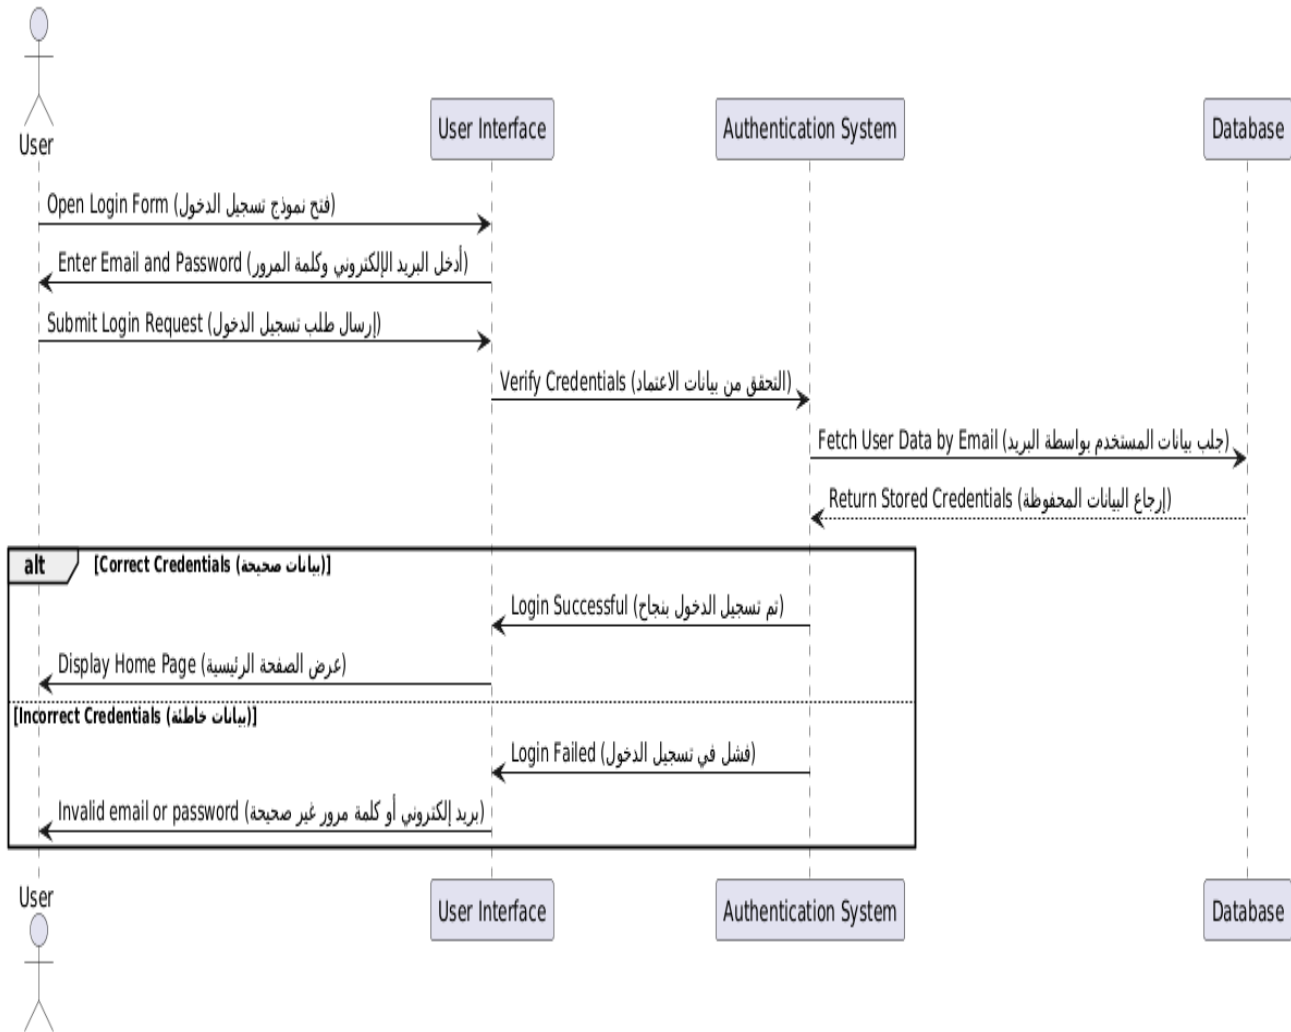 User
User Interface
Authentication System
Database
Open Login Form (فتح نموذج تسجيل الدخول)
Enter Email and Password (أدخل البريد الإلكتروني وكلمة المرور)
Submit Login Request (إرسال طلب تسجيل الدخول)
Verify Credentials (التحقق من بيانات الاعتماد)
Fetch User Data by Email (جلب بيانات المستخدم بواسطة البريد)
Return Stored Credentials (إرجاع البيانات المحفوظة)
alt [Correct Credentials (بيانات صحيحة)]
Login Successful (تم تسجيل الدخول بنجاح)
Display Home Page (عرض الصفحة الرئيسية)
[Incorrect Credentials (بيانات خاطئة)]
Login Failed (فشل في تسجيل الدخول)
Invalid email or password (بريد إلكتروني أو كلمة مرور غير صحيحة)
User
User Interface
Authentication System
Database